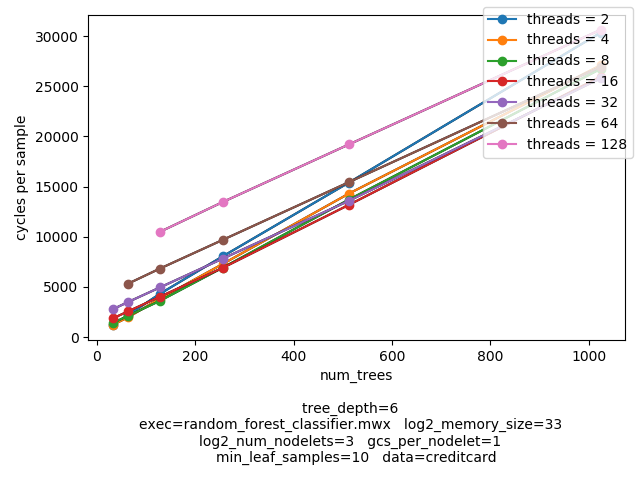 threads = 2
threads = 4
threads = 8
threads = 16
threads = 32
threads = 64
threads = 128
cycles per sample
30000
25000
20000
15000
10000
5000
0
0 200 400 600 800 1000
num_trees
tree_depth=6
exec=random_forest_classifier.mwx log2_memory_size=33
log2_num_nodelets=3 gcs_per_nodelet=1
min_leaf_samples=10 data=creditcard